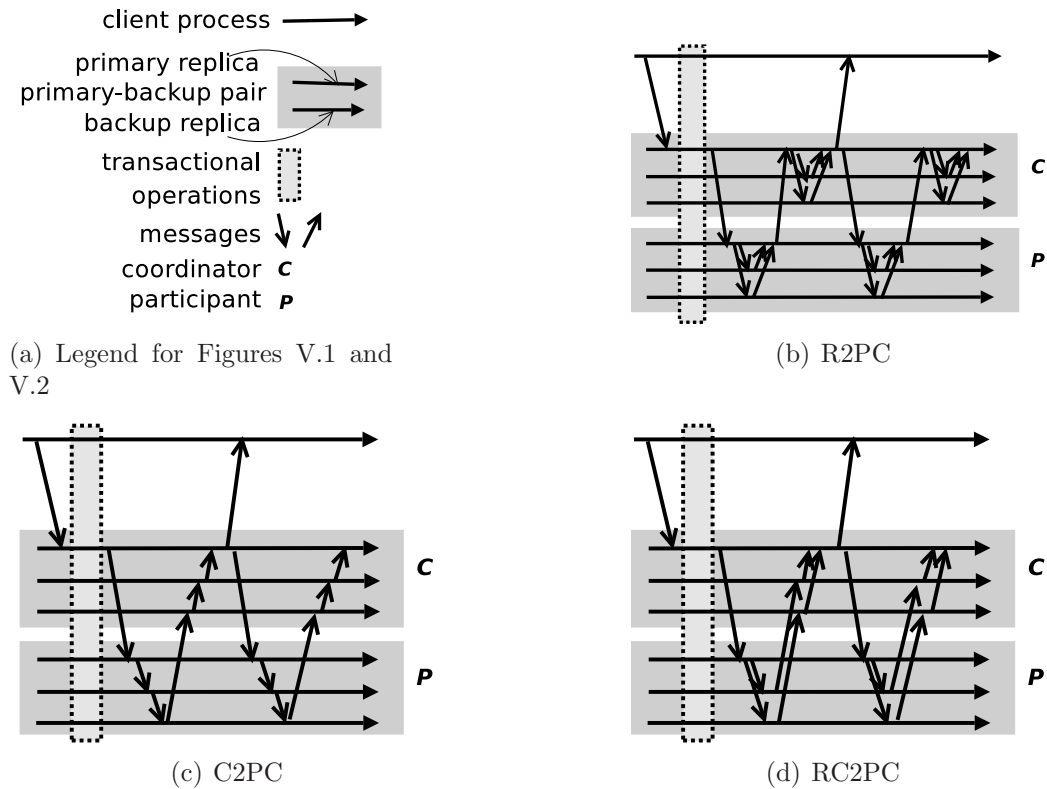 client process
primary replica
primary-backup pair
backup replica
transactional
operations
messages
coordinator C
participant P
(a) Legend for Figures V.1 and
V.2
C
P
(b) R2PC
C
P
(c) C2PC
C
P
(d) RC2PC